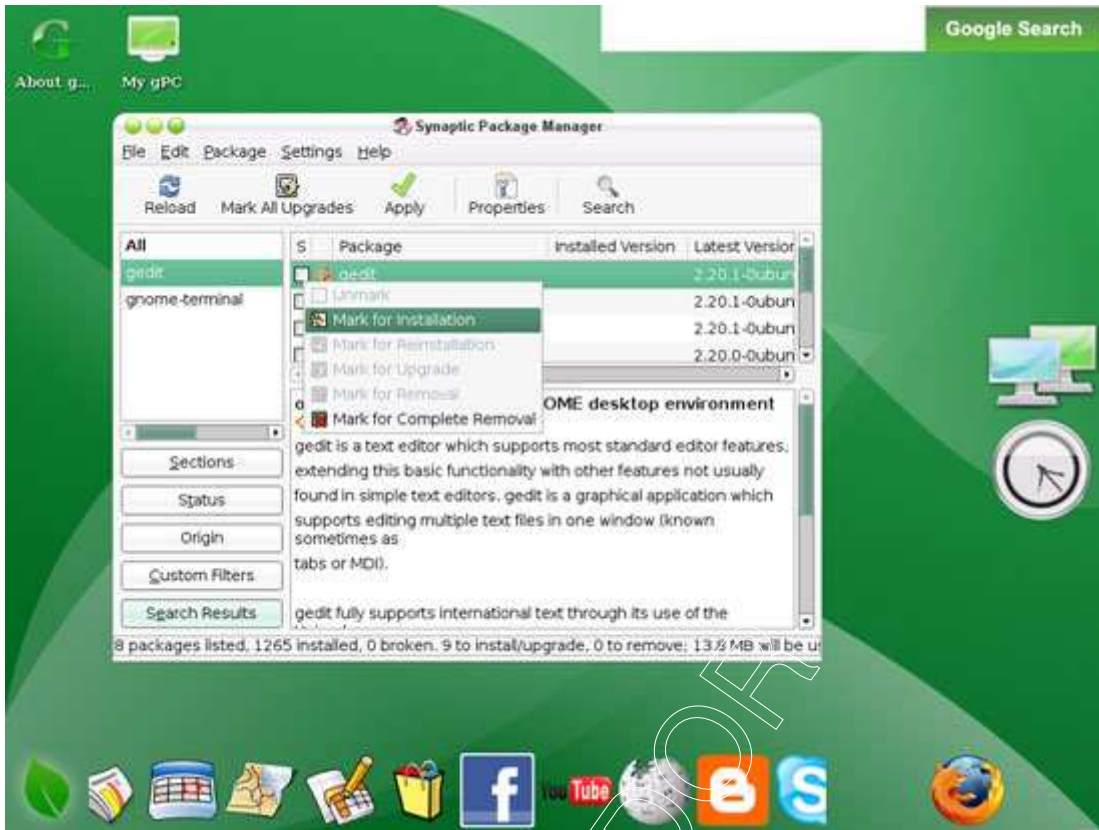 Google Search
About g...
My gPC
Synaptic Package Manager
File Edit Package Settings Help
Reload Mark All Upgrades Apply Properties Search
All
S Package Installed Version Latest Version
gedit
gedit 2.20.1-0ubun
gnome-terminal
Unmark
2.20.1-0ubun
Mark for Installation
2.20.1-0ubun
Mark for Reinstallation
2.20.0-0ubun
Mark for Upgrade
Mark for Removal
OME desktop environment
Mark for Complete Removal
gedit is a text editor which supports most standard editor features,
extending this basic functionality with other features not usually
found in simple text editors. gedit is a graphical application which
supports editing multiple text files in one window (known
sometimes as
tabs or MDI).
gedit fully supports international text through its use of the
Sections
Status
Origin
Custom Filters
Search Results
8 packages listed, 1265 installed, 0 broken. 9 to install/upgrade, 0 to remove; 13.8 MB will be u
f
You Tube
B
S